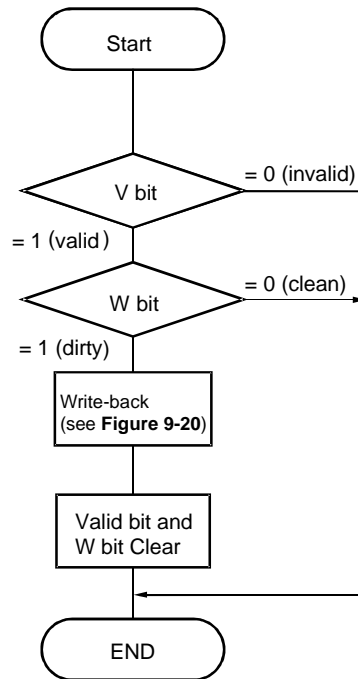 Start
V bit
= 0 (invalid)
= 1 (valid)
W bit
= 0 (clean)
= 1 (dirty)
Write-back
(see Figure 9-20)
Valid bit and
W bit Clear
END